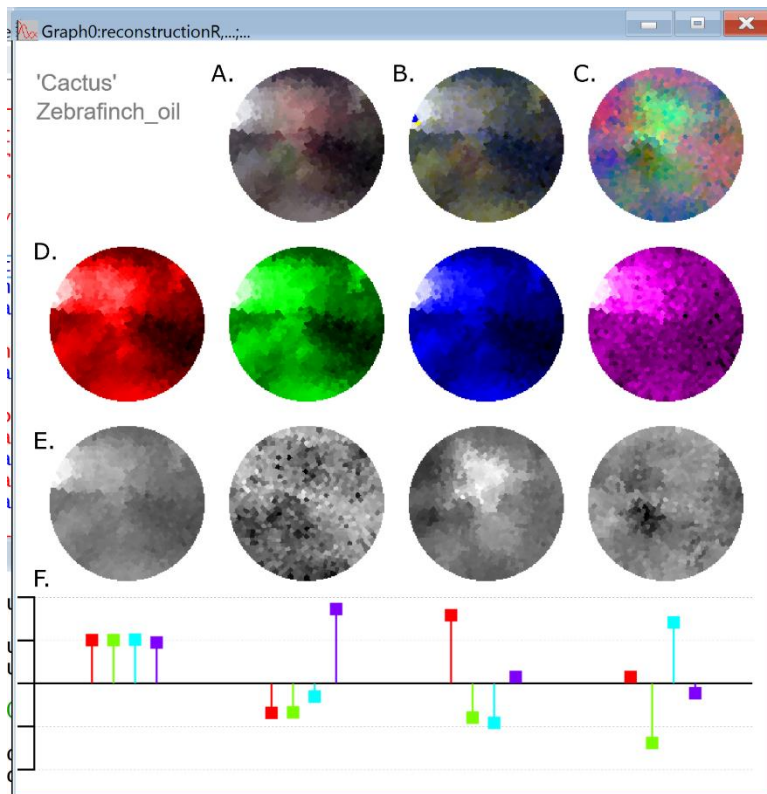 Graph0:reconstructionR,...;...
'Cactus'
Zebrafinch_oil
A.
B.
C.
D.
E.
F.